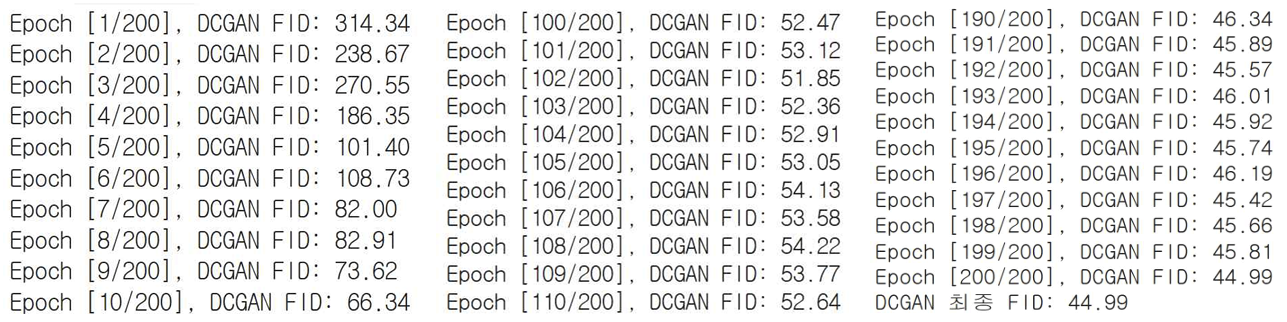 Epoch [1/200], DCGAN FID: 314.34
Epoch [2/200], DCGAN FID: 238.67
Epoch [3/200], DCGAN FID: 270.55
Epoch [4/200], DCGAN FID: 186.35
Epoch [5/200], DCGAN FID: 101.40
Epoch [6/200], DCGAN FID: 108.73
Epoch [7/200], DCGAN FID: 82.00
Epoch [8/200], DCGAN FID: 82.91
Epoch [9/200], DCGAN FID: 73.62
Epoch [10/200], DCGAN FID: 66.34
Epoch [100/200], DCGAN FID: 52.47
Epoch [101/200], DCGAN FID: 53.12
Epoch [102/200], DCGAN FID: 51.85
Epoch [103/200], DCGAN FID: 52.36
Epoch [104/200], DCGAN FID: 52.91
Epoch [105/200], DCGAN FID: 53.05
Epoch [106/200], DCGAN FID: 54.13
Epoch [107/200], DCGAN FID: 53.58
Epoch [108/200], DCGAN FID: 54.22
Epoch [109/200], DCGAN FID: 53.77
Epoch [110/200], DCGAN FID: 52.64
Epoch [190/200], DCGAN FID: 46.34
Epoch [191/200], DCGAN FID: 45.89
Epoch [192/200], DCGAN FID: 45.57
Epoch [193/200], DCGAN FID: 46.01
Epoch [194/200], DCGAN FID: 45.92
Epoch [195/200], DCGAN FID: 45.74
Epoch [196/200], DCGAN FID: 46.19
Epoch [197/200], DCGAN FID: 45.42
Epoch [198/200], DCGAN FID: 45.66
Epoch [199/200], DCGAN FID: 45.81
Epoch [200/200], DCGAN FID: 44.99
DCGAN 최종 FID: 44.99